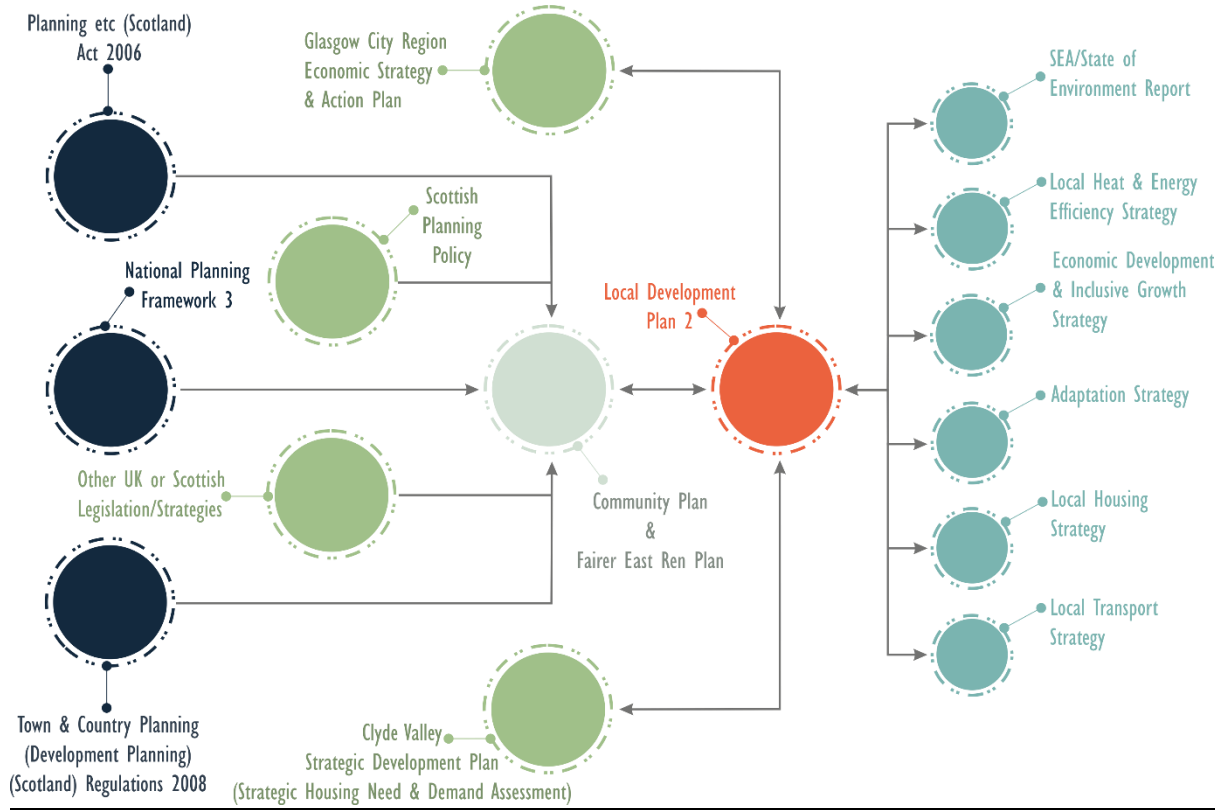 Planning etc (Scotland)
Act 2006
Glasgow City Region
Economic Strategy
& Action Plan
SEA/State of
Environment Report
Scottish
Planning
Policy
Local Heat & Energy
Efficiency Strategy
National Planning
Framework 3
Local Development
Plan 2
Economic Development
& Inclusive Growth
Strategy
Adaptation Strategy
Other UK or Scottish
Legislation/Strategies
Community Plan
&
Fairer East Ren Plan
Local Housing
Strategy
Local Transport
Strategy
Town & Country Planning
(Development Planning)
(Scotland) Regulations 2008
Clyde Valley
Strategic Development Plan
(Strategic Housing Need & Demand Assessment)